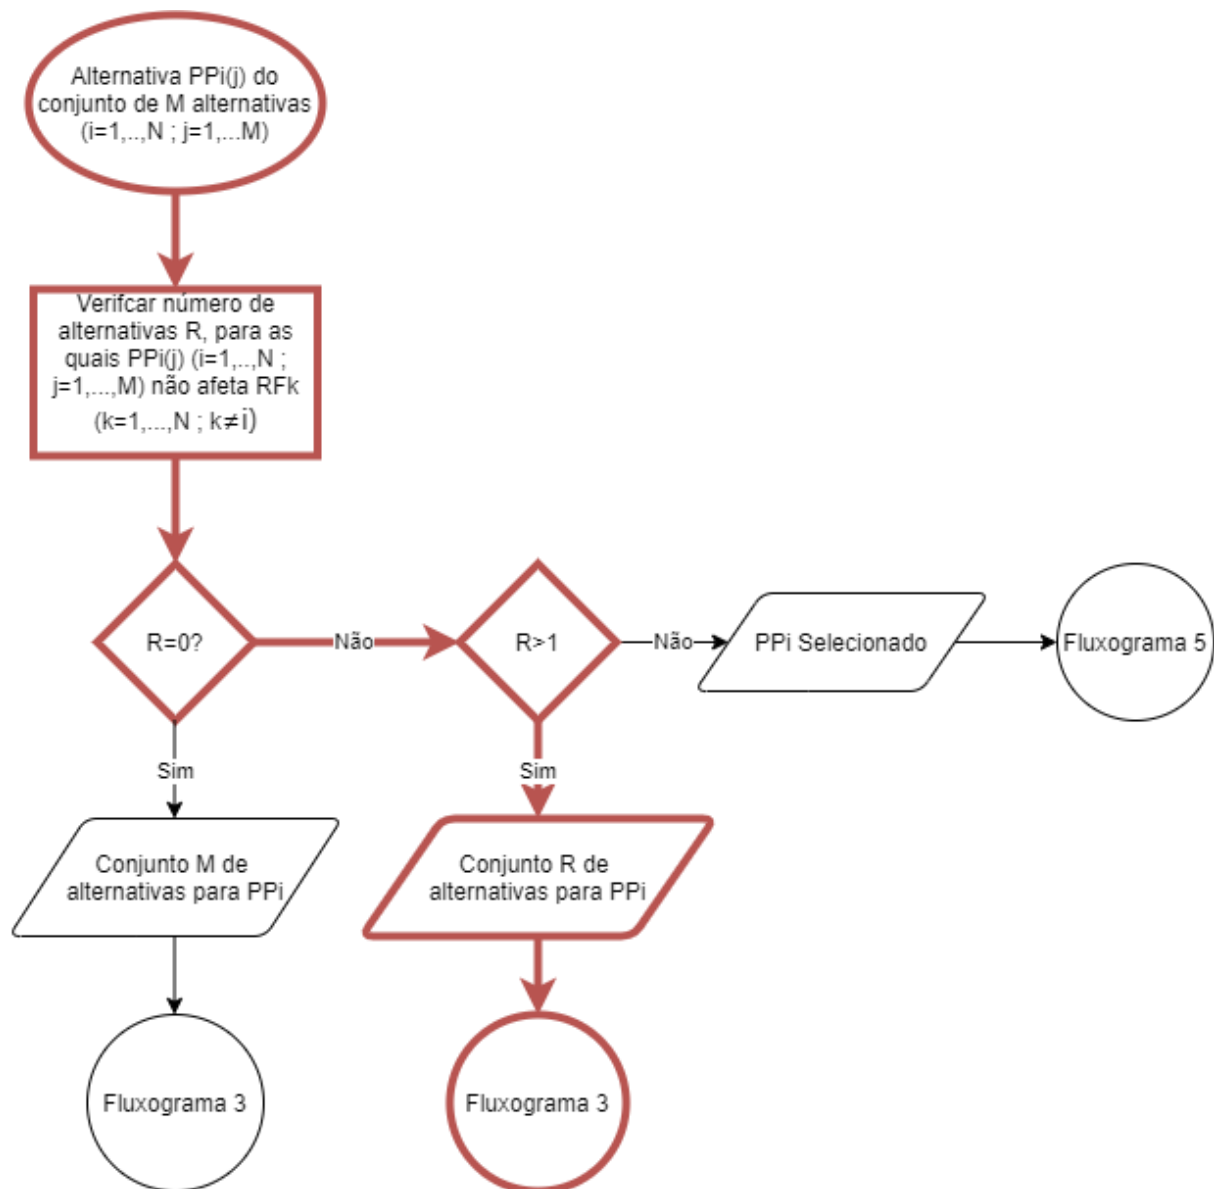 Alternativa PPi(j) do
conjunto de M alternativas
(i=1,..,N ; j=1,...M)
Verifcar número de
alternativas R, para as
quais PPi(j) (i=1,..,N ;
j=1,...,M) não afeta RFk
(k=1,...,N ; k≠i)
R=0?
Não
R>1
Não
PPi Selecionado
Fluxograma 5
Sim
Sim
Conjunto M de
alternativas para PPi
Conjunto R de
alternativas para PPi
Fluxograma 3
Fluxograma 3